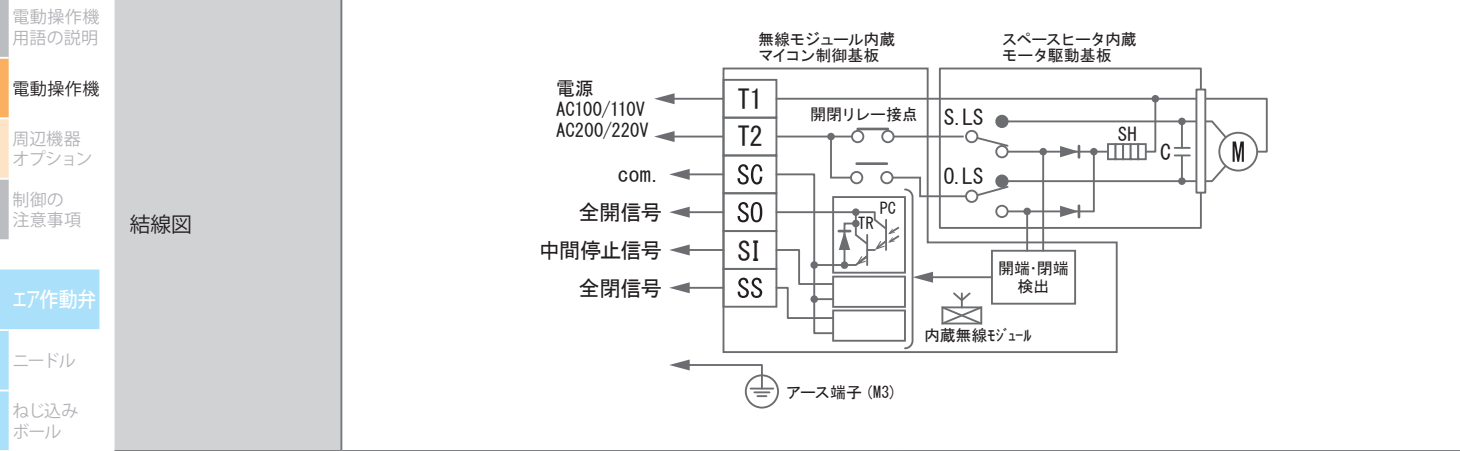 電動操作機
用語の説明
電動操作機
周辺機器
オプション
制御の
注意事項
エア作動弁
ニードル
ねじ込み
ボール
結線図
無線モジュール内蔵
マイコン制御基板
スペースヒータ内蔵
モータ駆動基板
電源
AC100/110V
AC200/220V
com.
全開信号
中間停止信号
全閉信号
T1
T2
SC
SO
SI
SS
開閉リレー接点
S.LS
SH
C
M
O.LS
PC
TR
開端・閉端
検出
内蔵無線ﾓｼﾞｭｰﾙ
アース端子 (M3)